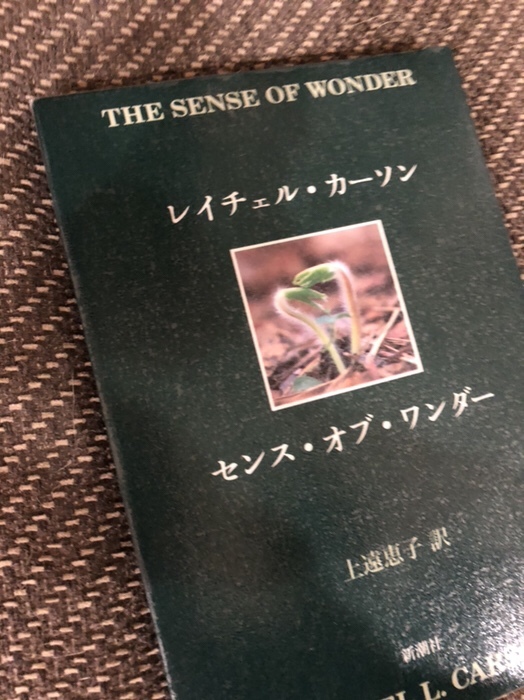 THE SENSE OF WONDER
レイチェル・カーソン
センス・オブ・ワンダー
上遠恵子 訳
新潮社
L. CAR